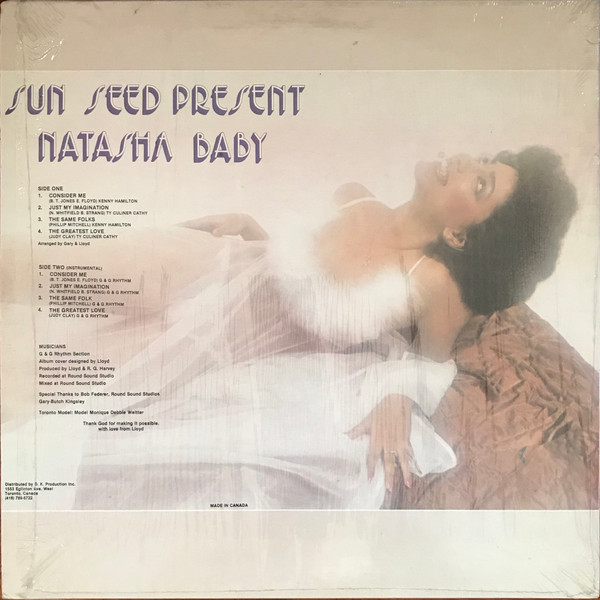 SUN SEED PRESENT
NATASHA BABY
SIDE ONE
1. CONSIDER ME
(B. T. JONES E. FLOYD) KENNY HAMILTON
2. JUST MY IMAGINATION
(N. WHITFIELD B. STRANG) TY CULINER CATHY
3. THE SAME FOLKS
(PHILLIP MITCHELL) KENNY HAMILTON
4. THE GREATEST LOVE
(JUDY CLAY) TY CULINER CATHY
Arranged by Gary & Lloyd
SIDE TWO (INSTRUMENTAL)
1. CONSIDER ME
(B. T. JONES E. FLOYD) G & G RHYTHM
2. JUST MY IMAGINATION
(N. WHITFIELD B. STRANG) G & G RHYTHM
3. THE SAME FOLK
(PHILLIP MITCHELL) G & G RHYTHM
4. THE GREATEST LOVE
(JUDY CLAY) G & G RHYTHM
MUSICIANS
G & G Rhythm Section
Album cover designed by Lloyd
Produced by Lloyd & R. G. Harvey
Recorded at Round Sound Studio
Mixed at Round Sound Studio
Special Thanks to Bob Federer, Round Sound Studios
Gary-Butch Kingsley
Toronto Model: Model Monique Debbie Webber
Thank God for making it possible.
with luve from Lloyd
Distributed by S. K. Production Inc.
1553 Eglinton Ave. West
Toronto, Canada
MADE IN CANADA